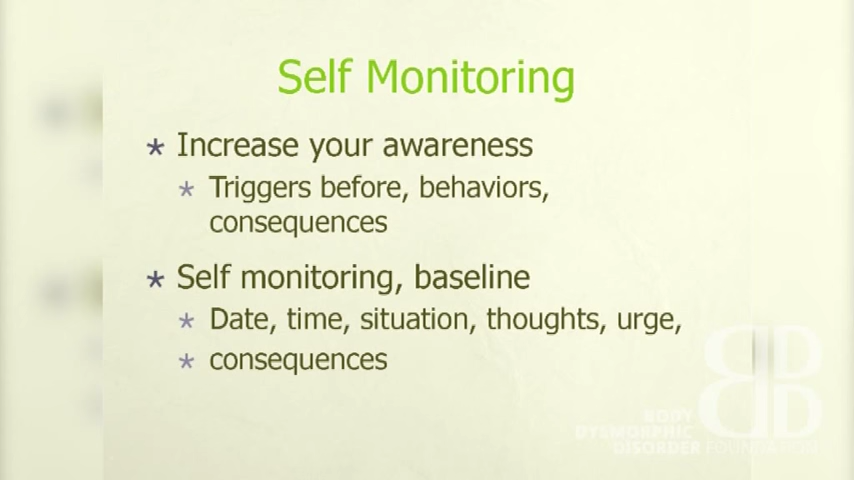 Self Monitoring
* Increase your awareness
* Triggers before, behaviors,
consequences
* Self monitoring, baseline
* Date, time, situation, thoughts, urge,
* consequences
BODY
DYSMORPHIC
DISORDER FOUNDATION